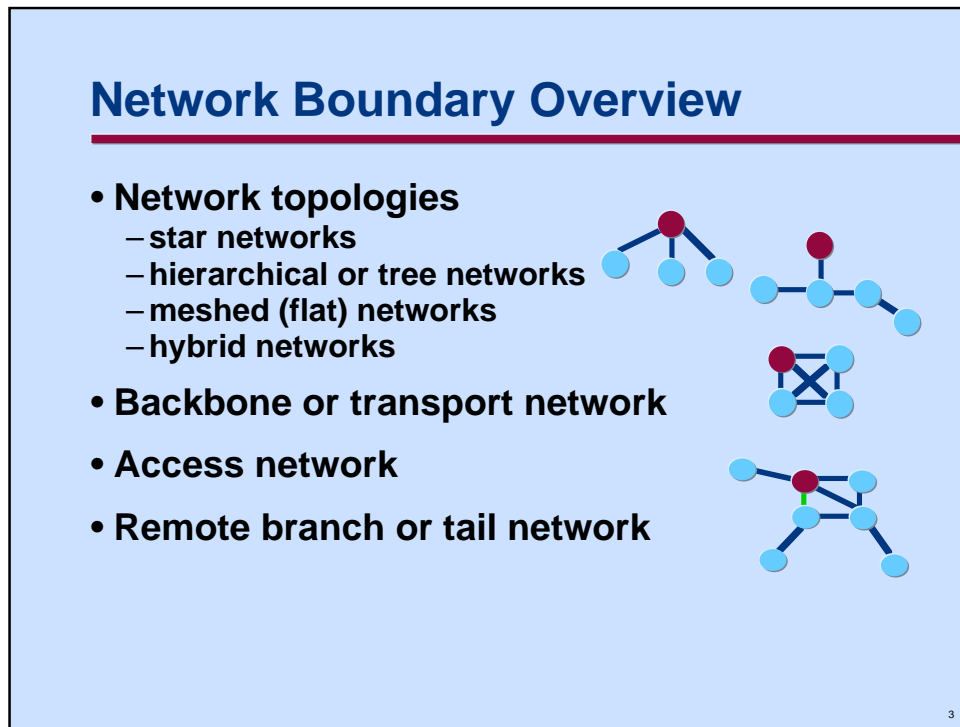 Network Boundary Overview
• Network topologies
– star networks
– hierarchical or tree networks
– meshed (flat) networks
– hybrid networks
• Backbone or transport network
• Access network
• Remote branch or tail network
3